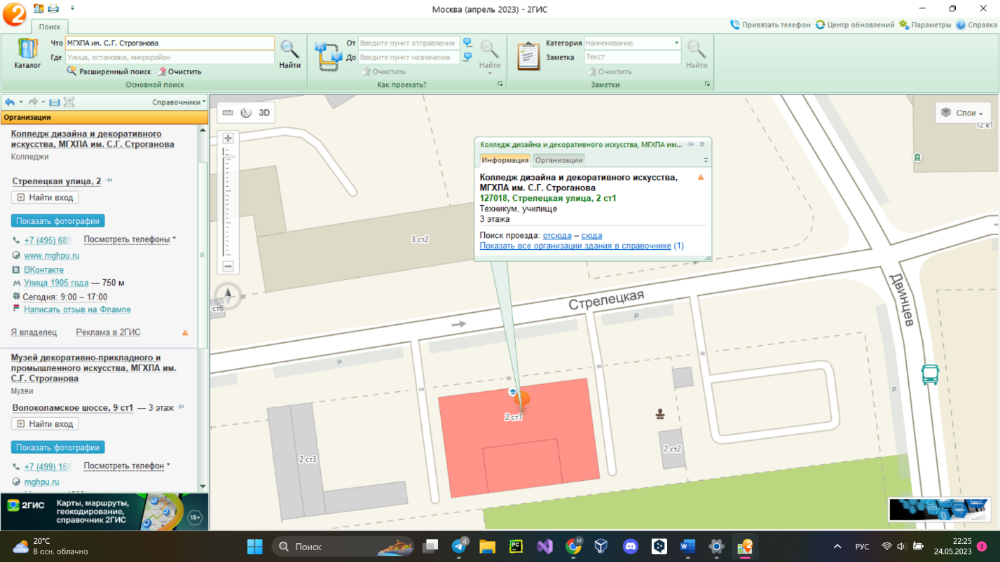 Москва (апрель 2023) - 2ГИС
Поиск
Привязать телефон
Центр обновлений
Параметры
Справка
Что МГХПА им. С.Г. Строганова
Где Улица, остановка, микрорайон
Каталог
Найти
Расширенный поиск
Очистить
Основной поиск
От Введите пункт отправления
До Введите пункт назначения
Найти
Очистить
Как проехать?
Категория Наименование
Заметка Текст
Найти
Очистить
Заметки
Справочники
Организации
Колледж дизайна и декоративного
искусства, МГХПА им. С.Г. Строганова
Колледжи
Стрелецкая улица, 2
Найти вход
Показать фотографии
+7 (495) 689
Посмотреть телефоны
www.mghpu.ru
ВКонтакте
Улица 1905 года — 750 м
Сегодня: 9:00 – 17:00
Написать отзыв на Флампе
Я владелец
Реклама в 2ГИС
Музей декоративно-прикладного и
промышленного искусства, МГХПА им.
С.Г. Строганова
Музеи
Волоколамское шоссе, 9 ст1 — 3 этаж
Найти вход
Показать фотографии
+7 (499) 158
Посмотреть телефон
mghpu.ru
2ГИС
Карты, маршруты,
геокодирование,
справочник 2ГИС
18+
3D
Слои
12 к1
Колледж дизайна и декоративного искусства, МГХПА им...
Информация
Организации
Колледж дизайна и декоративного искусства,
МГХПА им. С.Г. Строганова
127018, Стрелецкая улица, 2 ст1
Техникум, училище
3 этажа
Поиск проезда: отсюда – сюда
Показать все организации здания в справочнике (1)
3 ст2
ст6
Стрелецкая
Двинцев
P
P
P
2 ст1
2 ст2
2 ст3
20°C
В осн. облачно
Поиск
4
PC
M
РУС
22:25
24.05.2023
3